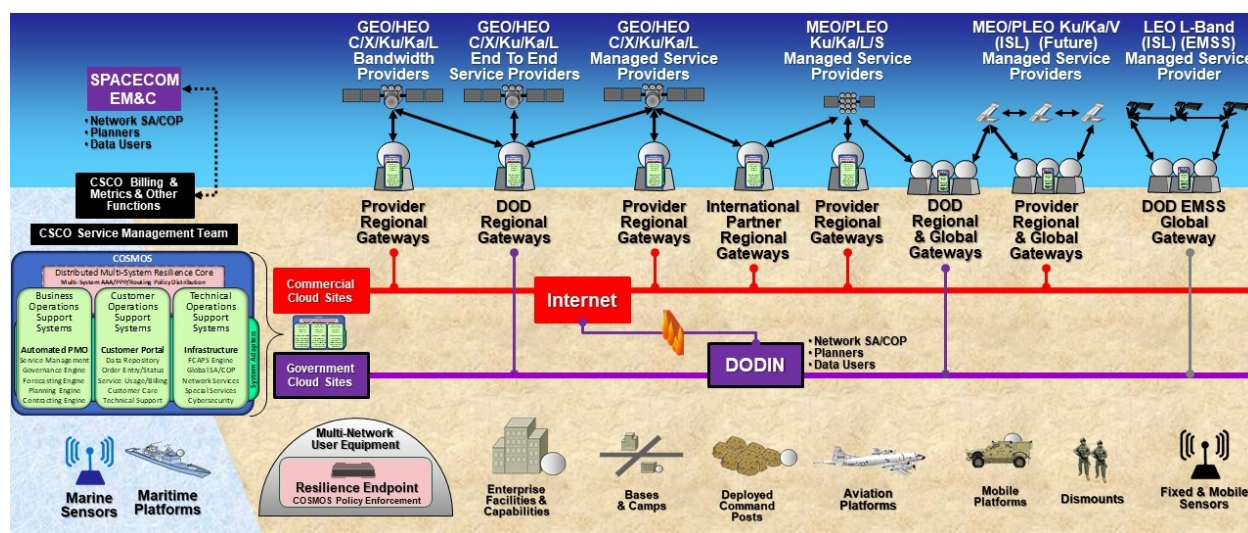 GEO/HEO
C/X/Ku/Ka/L
Bandwidth
Providers
GEO/HEO
C/X/Ku/Ka/L
End To End
Service Providers
GEO/HEO
C/X/Ku/Ka/L
Managed Service
Providers
MEO/PLEO
Ku/Ka/L/S
Managed Service
Providers
MEO/PLEO Ku/Ka/V
(ISL) (Future)
Managed Service
Providers
LEO L-Band
(ISL) (EMSS)
Managed Service
Provider
SPACECOM
EM&C
• Network SA/COP
• Planners
• Data Users
CSCO Billing &
Metrics & Other
Functions
CSCO Service Management Team
Provider
Regional
Gateways
DOD
Regional
Gateways
Provider
Regional
Gateways
International
Partner
Regional
Gateways
Provider
Regional
Gateways
DOD
Regional
& Global
Gateways
Provider
Regional
& Global
Gateways
DOD EMSS
Global
Gateway
COSMOS
Distributed Multi-System Resilience Core
Multi-System AAA/PPP/Routing Policy Distribution
Business
Operations
Support
Systems
Automated PMO
Service Management
Governance Engine
Forecasting Engine
Planning Engine
Contracting Engine
Customer
Operations
Support
Systems
Customer Portal
Data Repository
Order Entry/Status
Service Usage/Billing
Customer Care
Technical Support
Technical
Operations
Support
Systems
Infrastructure
FCAPS Engine
Global SA/COP
Network Services
Special Services
Cybersecurity
System Adapters
Commercial
Cloud Sites
Government
Cloud Sites
Internet
DODIN
• Network SA/COP
• Planners
• Data Users
Marine
Sensors
Maritime
Platforms
Multi-Network
User Equipment
Resilience Endpoint
COSMOS Policy Enforcement
Enterprise
Facilities &
Capabilities
Bases
& Camps
Deployed
Command
Posts
Aviation
Platforms
Mobile
Platforms
Dismounts
Fixed & Mobile
Sensors